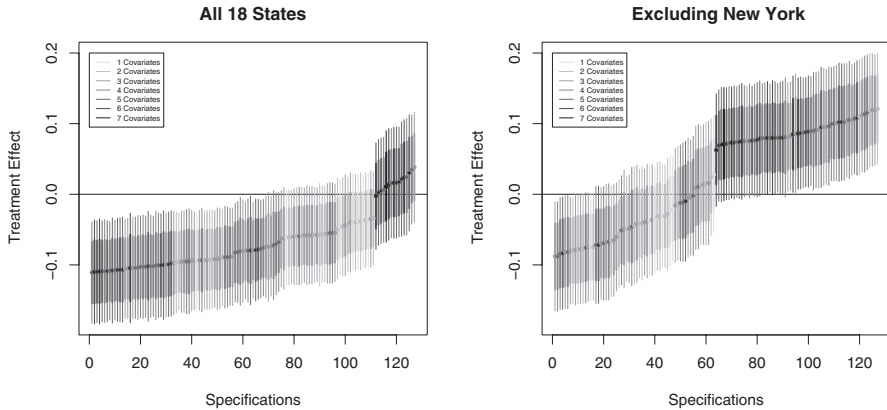 All 18 States
Treatment Effect
0.2
0.1
0.0
−0.1
1 Covariates
2 Covariates
3 Covariates
4 Covariates
5 Covariates
6 Covariates
7 Covariates
0 20 40 60 80 100 120
Specifications
Excluding New York
Treatment Effect
0.2
0.1
0.0
−0.1
1 Covariates
2 Covariates
3 Covariates
4 Covariates
5 Covariates
6 Covariates
7 Covariates
0 20 40 60 80 100 120
Specifications